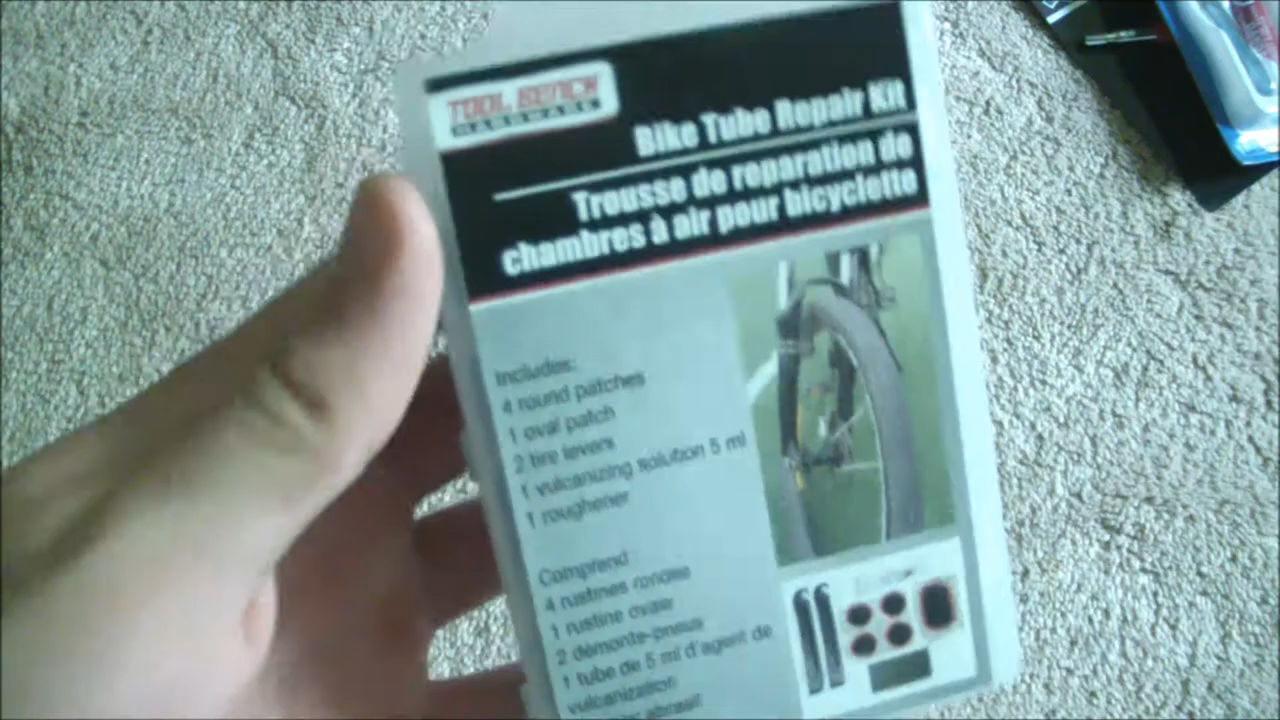 TOOL BENCH
HARDWARE
Bike Tube Repair Kit
Trousse de reparation de
chambres à air pour bicyclette
Includes:
4 round patches
1 oval patch
2 tire levers
1 vulcanizing solution 5 ml
1 roughener
Comprend :
4 rustines rondes
1 rustine ovale
2 démonte-pneus
1 tube de 5 ml d'agent de
vulcanization
abrasif